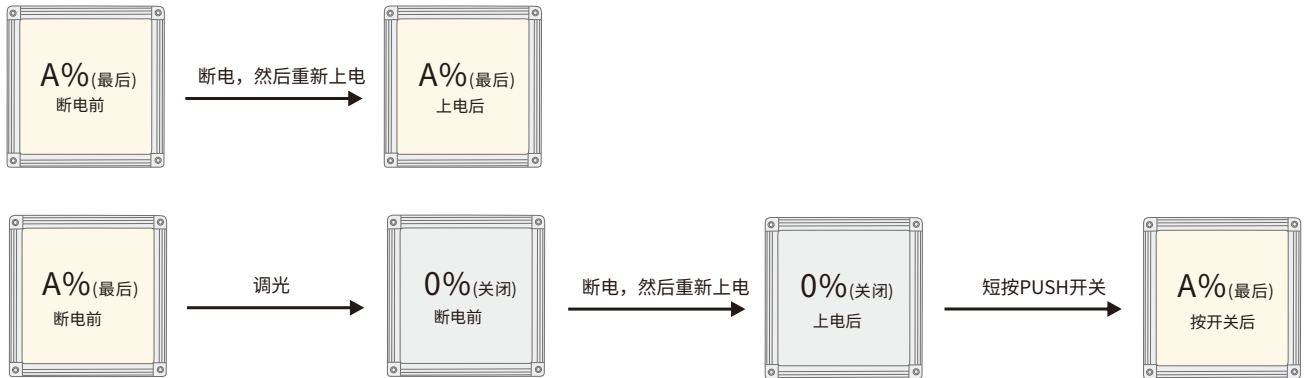 A%(最后)
断电前
断电，然后重新上电
A%(最后)
上电后
A%(最后)
断电前
调光
0%(关闭)
断电前
断电，然后重新上电
0%(关闭)
上电后
短按PUSH开关
A%(最后)
按开关后